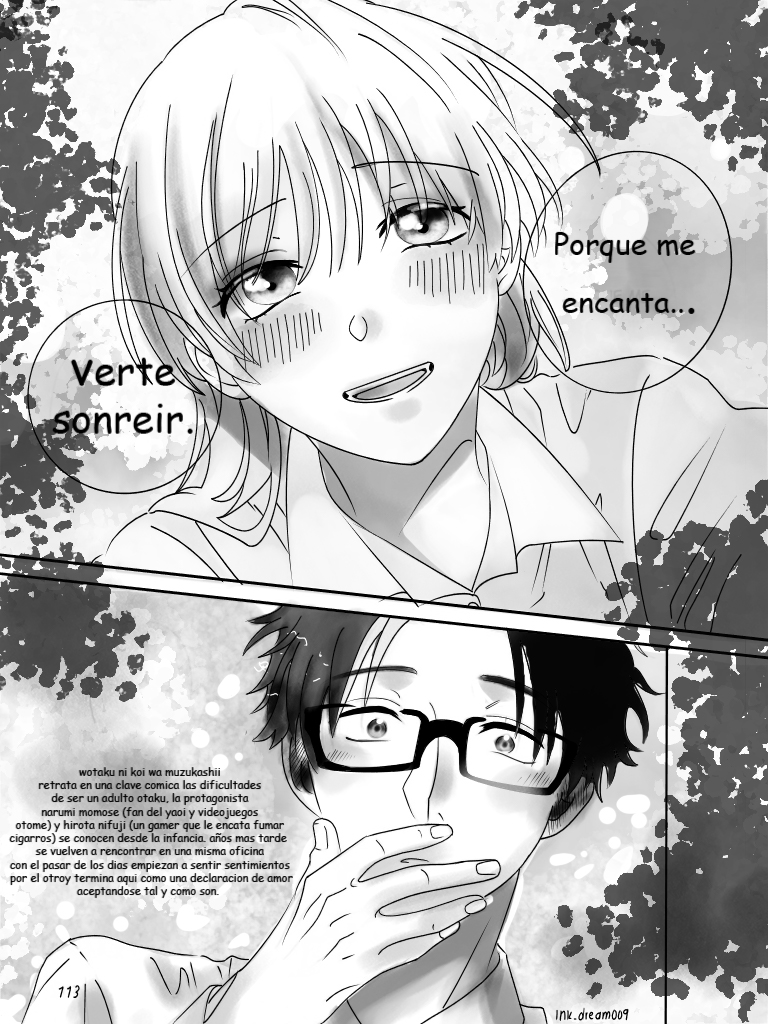 Porque me
encanta...
Verte
sonreir.
wotaku ni koi wa muzukashii
retrata en una clave comica las dificultades
de ser un adulto otaku, la protagonista
narumi momose (fan del yaoi y videojuegos
otome) y hirota nifuji (un gamer que le encata fumar
cigarros) se conocen desde la infancia. años mas tarde
se vuelven a rencontrar en una misma oficina
con el pasar de los dias empiezan a sentir sentimientos
por el otroy termina aqui como una declaracion de amor
aceptandose tal y como son.
113
ink.dream009